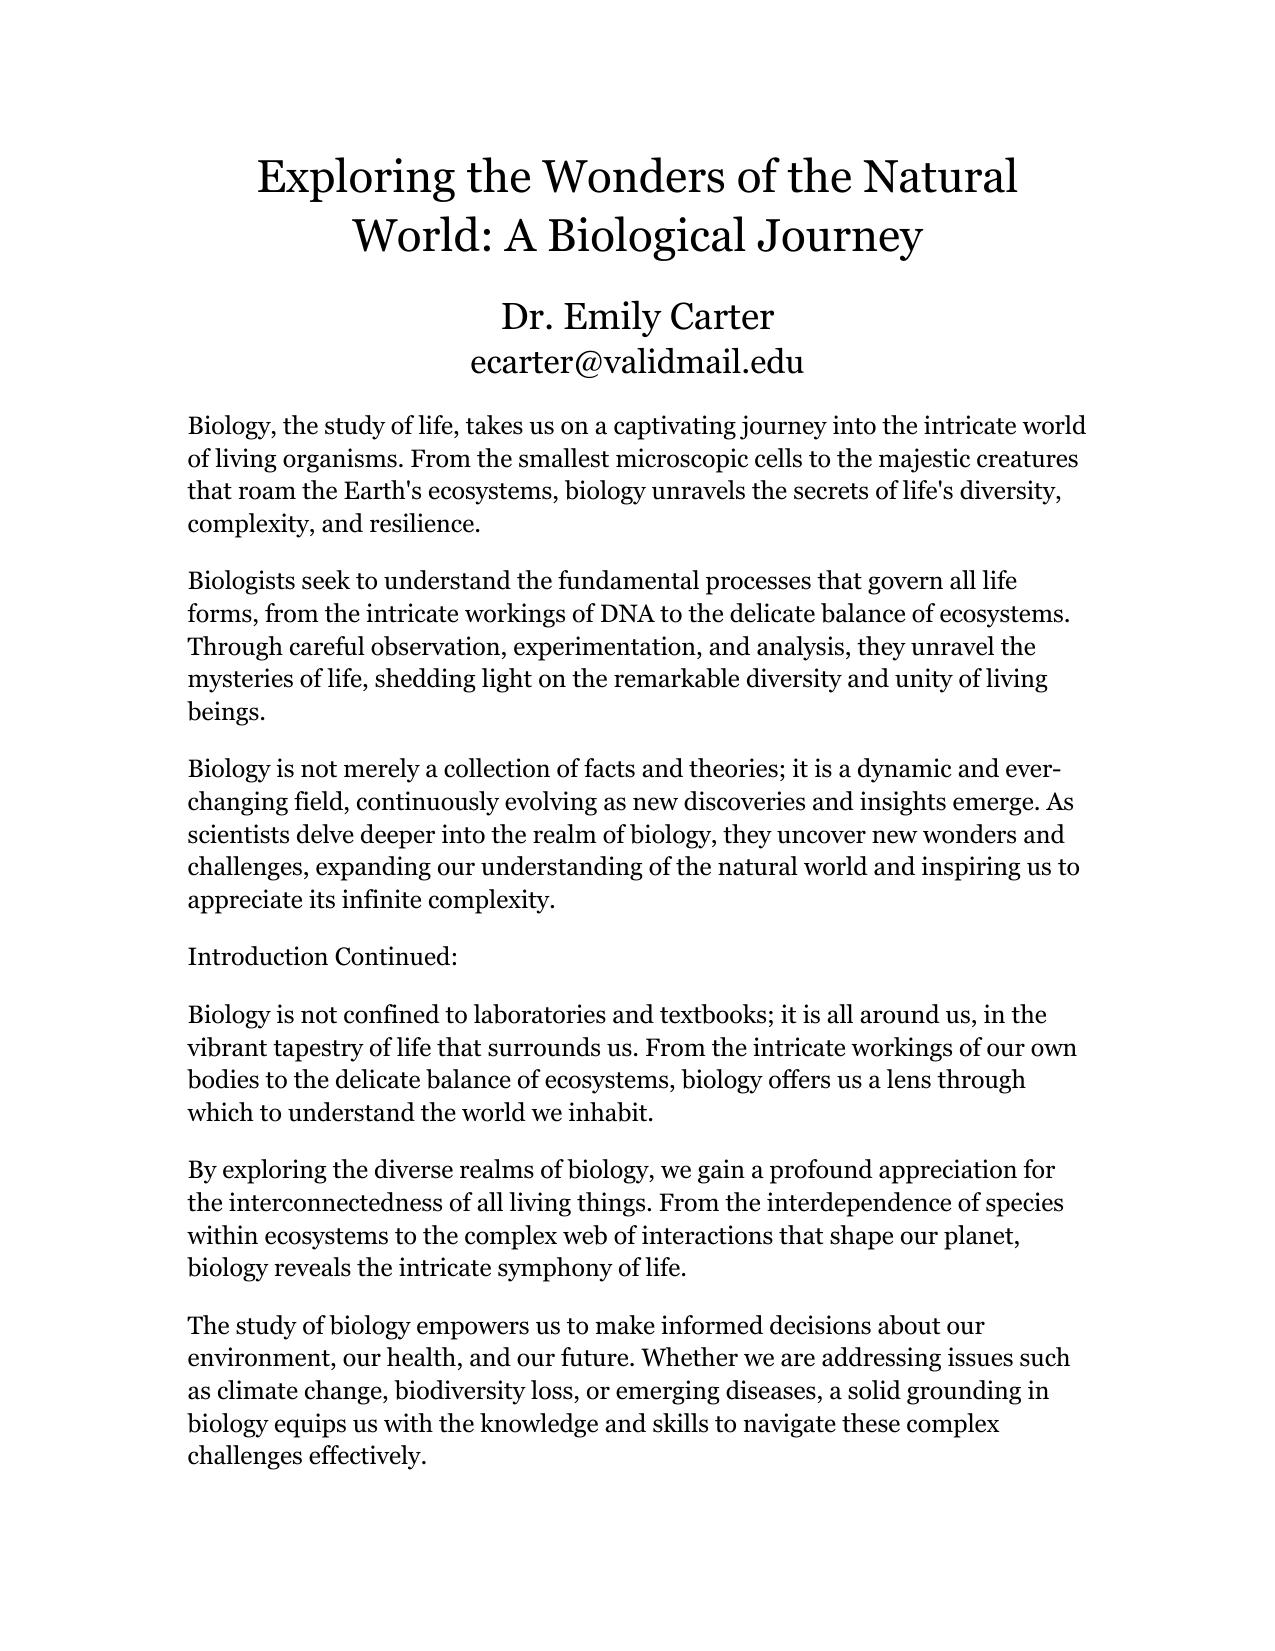 Exploring the Wonders of the Natural
World: A Biological Journey
Dr. Emily Carter
ecarter@validmail.edu
Biology, the study of life, takes us on a captivating journey into the intricate world
of living organisms. From the smallest microscopic cells to the majestic creatures
that roam the Earth's ecosystems, biology unravels the secrets of life's diversity,
complexity, and resilience.
Biologists seek to understand the fundamental processes that govern all life
forms, from the intricate workings of DNA to the delicate balance of ecosystems.
Through careful observation, experimentation, and analysis, they unravel the
mysteries of life, shedding light on the remarkable diversity and unity of living
beings.
Biology is not merely a collection of facts and theories; it is a dynamic and ever-
changing field, continuously evolving as new discoveries and insights emerge. As
scientists delve deeper into the realm of biology, they uncover new wonders and
challenges, expanding our understanding of the natural world and inspiring us to
appreciate its infinite complexity.
Introduction Continued:
Biology is not confined to laboratories and textbooks; it is all around us, in the
vibrant tapestry of life that surrounds us. From the intricate workings of our own
bodies to the delicate balance of ecosystems, biology offers us a lens through
which to understand the world we inhabit.
By exploring the diverse realms of biology, we gain a profound appreciation for
the interconnectedness of all living things. From the interdependence of species
within ecosystems to the complex web of interactions that shape our planet,
biology reveals the intricate symphony of life.
The study of biology empowers us to make informed decisions about our
environment, our health, and our future. Whether we are addressing issues such
as climate change, biodiversity loss, or emerging diseases, a solid grounding in
biology equips us with the knowledge and skills to navigate these complex
challenges effectively.